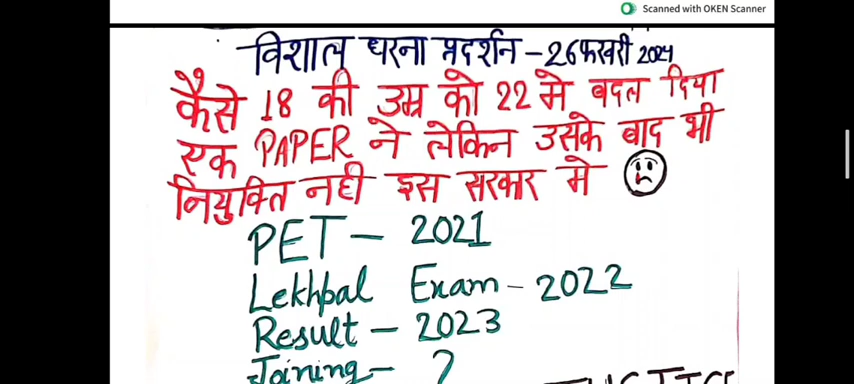 Scanned with OKEN Scanner
विशाल धरना प्रदर्शन - 26 फरवरी 2024
कैसे 18 की उम्र को 22 मे बदल दिया
एक PAPER ने लेकिन उसके बाद भी
नियुक्ति नही इस सरकार मे
PET - 2021
Lekhpal Exam - 2022
Result - 2023
Joining - ?
JUSTICE